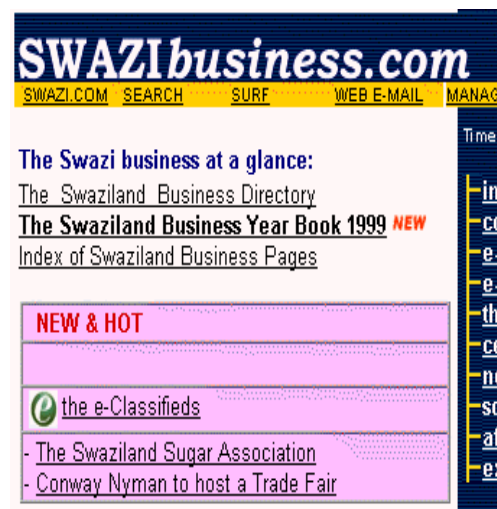 SWAZIbusiness.com
SWAZI.COM SEARCH SURF WEB E-MAIL
The Swazi business at a glance:
The Swaziland Business Directory
The Swaziland Business Year Book 1999 NEW
Index of Swaziland Business Pages
NEW & HOT
the e-Classifieds
- The Swaziland Sugar Association
- Conway Nyman to host a Trade Fair
Time